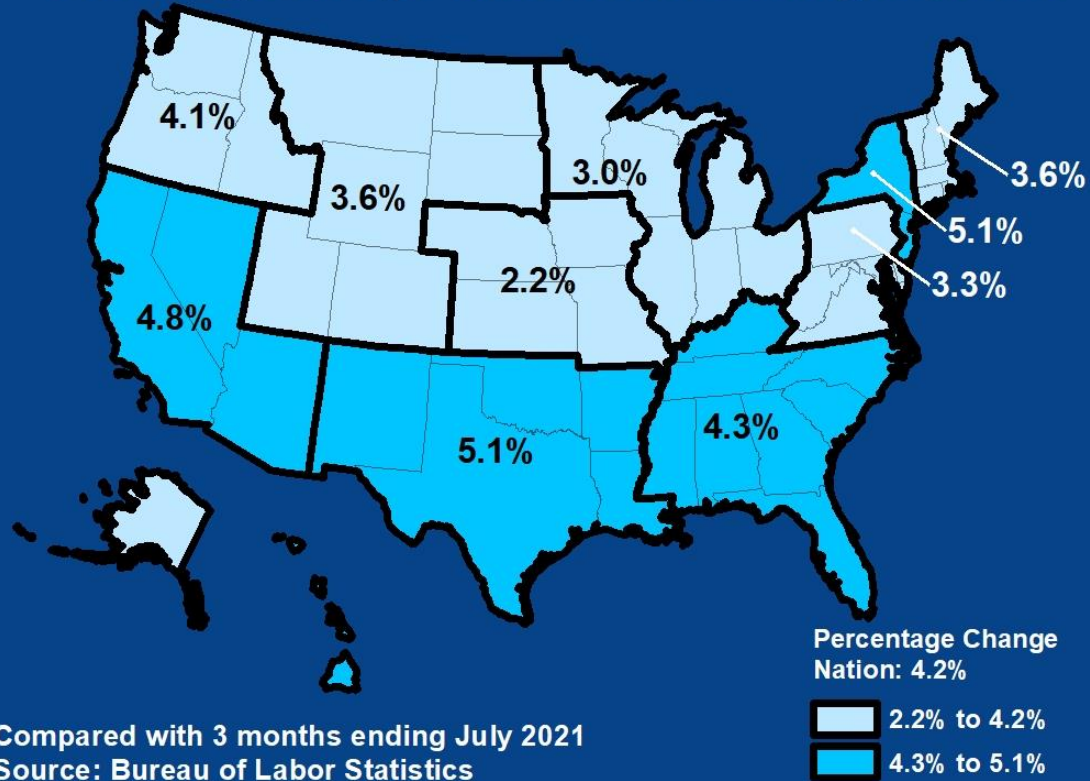 4.1%
3.6%
3.0%
3.6%
5.1%
3.3%
2.2%
4.8%
4.3%
5.1%
Percentage Change
Nation: 4.2%
2.2% to 4.2%
4.3% to 5.1%
Compared with 3 months ending July 2021
Source: Bureau of Labor Statistics